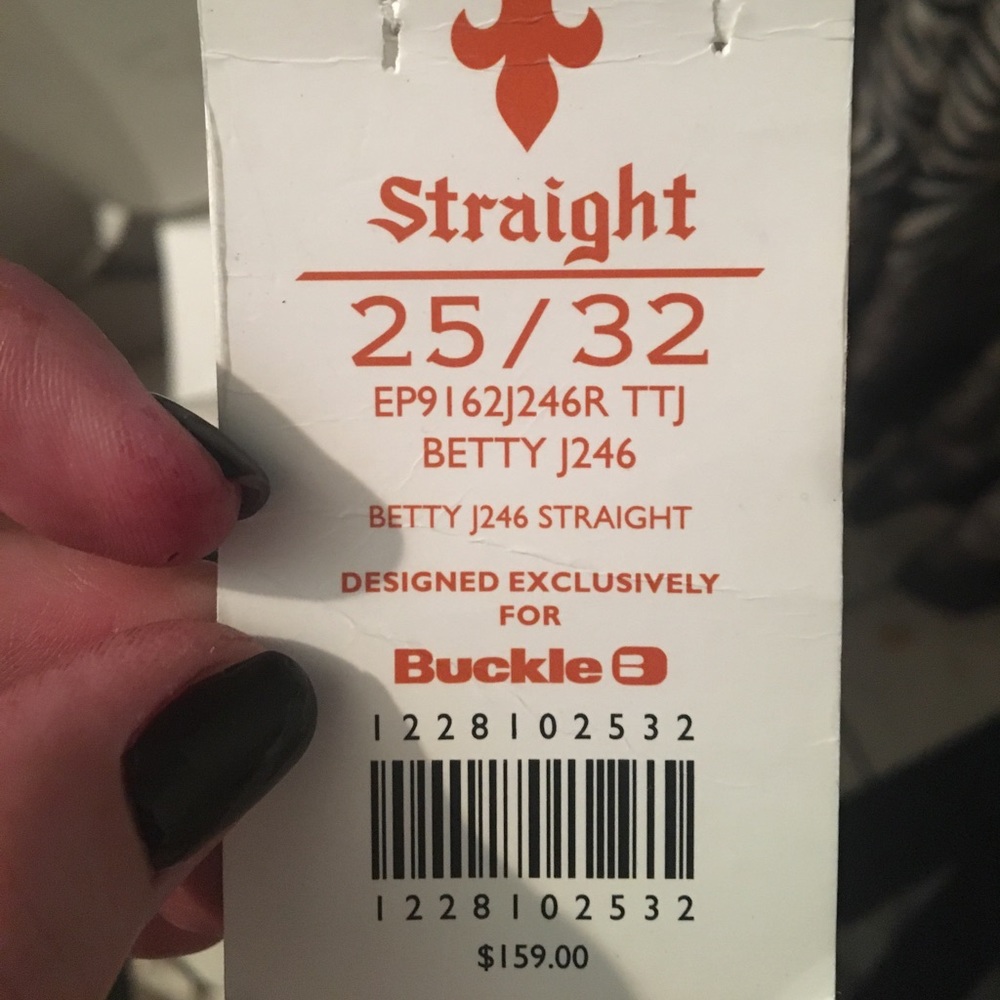 Straight
25/32
EP9162J246R TTJ
BETTY J246
BETTY J246 STRAIGHT
DESIGNED EXCLUSIVELY
FOR
Buckle B
1228102532
1228102532
$159.00